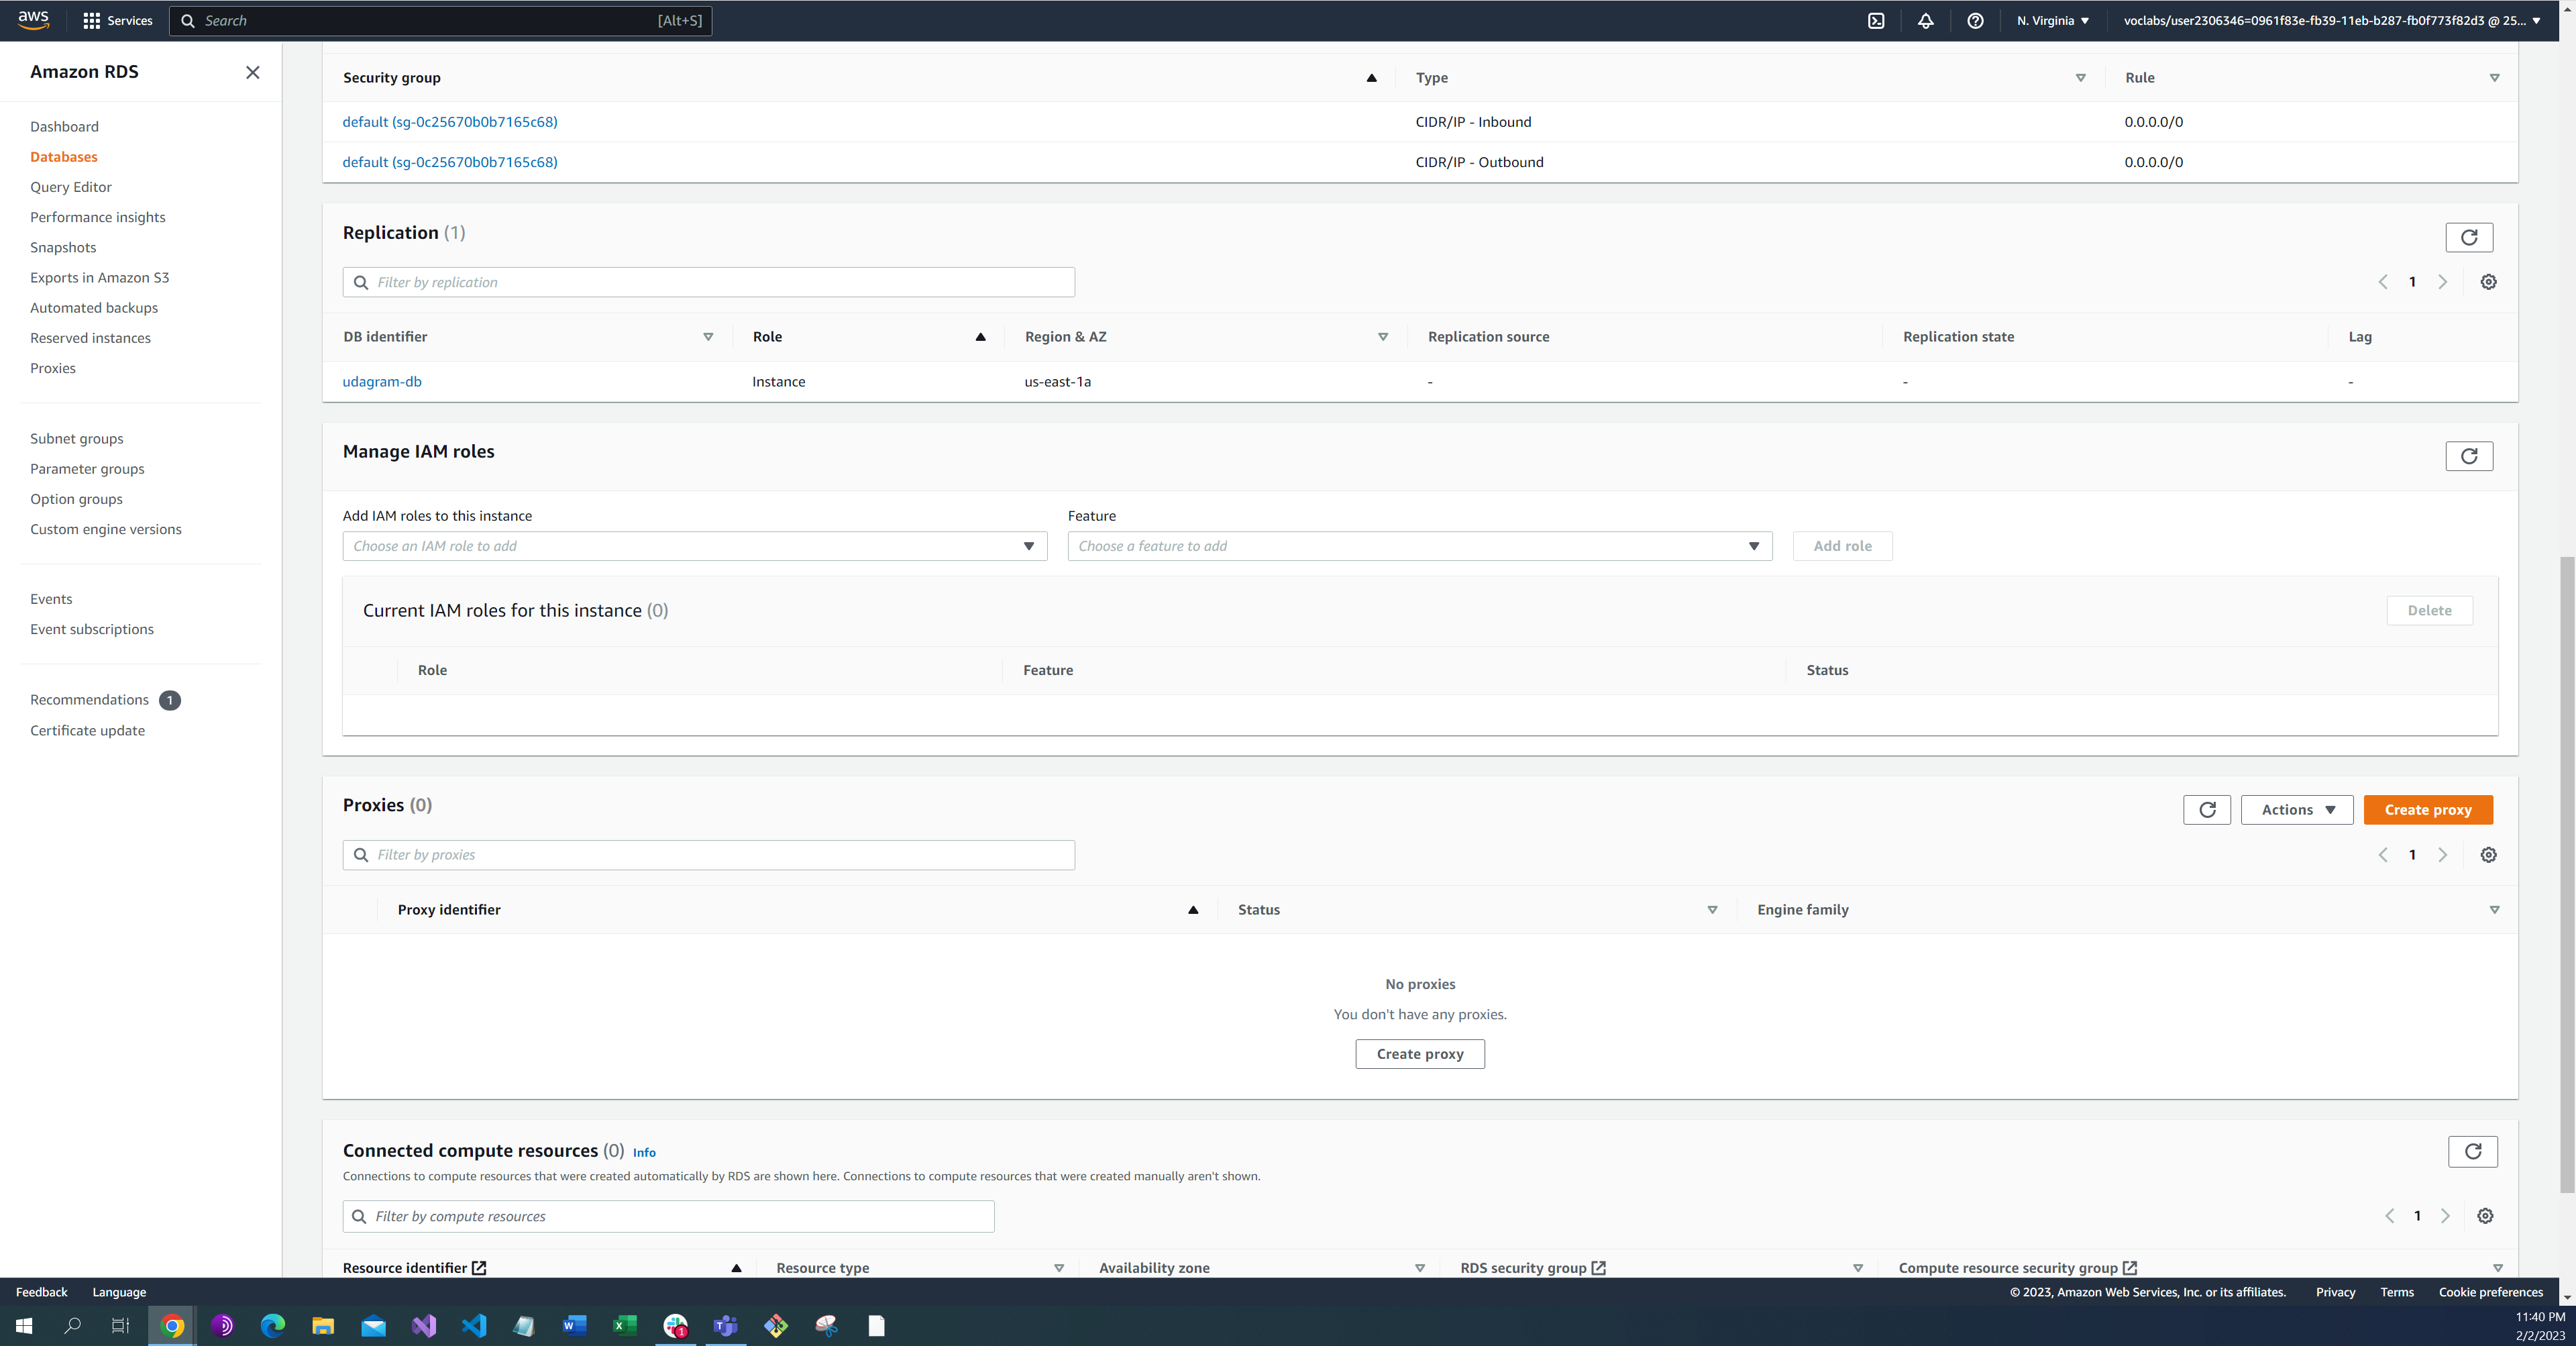 aws Services Search [Alt+S] N. Virginia voclabs/user2306346=0961f83e-fb39-11eb-b287-fb0f773f82d3 @ 25...
Amazon RDS
Dashboard
Databases
Query Editor
Performance insights
Snapshots
Exports in Amazon S3
Automated backups
Reserved instances
Proxies
Subnet groups
Parameter groups
Option groups
Custom engine versions
Events
Event subscriptions
Recommendations 1
Certificate update
Security group Type Rule
default (sg-0c25670b0b7165c68) CIDR/IP - Inbound 0.0.0.0/0
default (sg-0c25670b0b7165c68) CIDR/IP - Outbound 0.0.0.0/0
Replication (1)
Filter by replication 1
DB identifier Role Region & AZ Replication source Replication state Lag
udagram-db Instance us-east-1a - - -
Manage IAM roles
Add IAM roles to this instance Feature
Choose an IAM role to add Choose a feature to add Add role
Current IAM roles for this instance (0) Delete
Role Feature Status
Proxies (0) Actions Create proxy
Filter by proxies 1
Proxy identifier Status Engine family
No proxies
You don't have any proxies.
Create proxy
Connected compute resources (0) Info
Connections to compute resources that were created automatically by RDS are shown here. Connections to compute resources that were created manually aren't shown.
Filter by compute resources 1
Resource identifier Resource type Availability zone RDS security group Compute resource security group
Feedback Language © 2023, Amazon Web Services, Inc. or its affiliates. Privacy Terms Cookie preferences
11:40 PM
2/2/2023